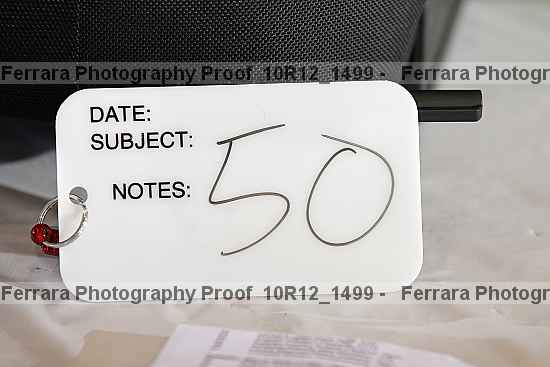 Ferrara Photography Proof 10R12_1499 - Ferrara Photogr
DATE:
SUBJECT:
50
NOTES:
Ferrara Photography Proof 10R12_1499 - Ferrara Photogr